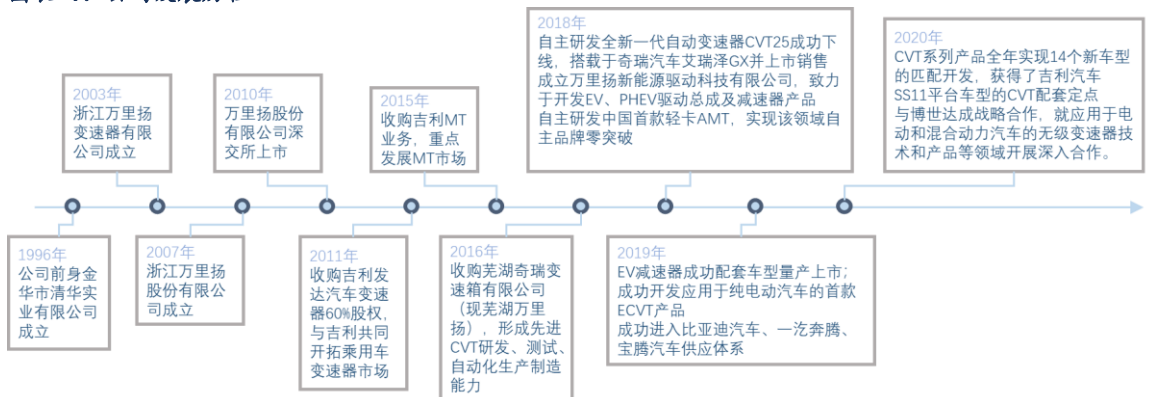 2003年
浙江万里扬
变速器有限
公司成立
2010年
万里扬股份
有限公司深
交所上市
2015年
收购吉利MT
业务，重点
发展MT市场
2018年
自主研发全新一代自动变速器CVT25成功下
线，搭载于奇瑞汽车艾瑞泽GX并上市销售
成立万里扬新能源驱动科技有限公司，致力
于开发EV、PHEV驱动总成及减速器产品
自主研发中国首款轻卡AMT，实现该领域自
主品牌零突破
2020年
CVT系列产品全年实现14个新车型
的匹配开发，获得了吉利汽车
SS11平台车型的CVT配套定点
与博世达成战略合作，就应用于电
动和混合动力汽车的无级变速器技
术和产品等领域开展深入合作。
1996年
公司前身金
华市清华实
业有限公司
成立
2007年
浙江万里扬
股份有限公
司成立
2011年
收购吉利发
达汽车变速
器60%股权，
与吉利共同
开拓乘用车
变速器市场
2016年
收购芜湖奇瑞变
速箱有限公司
（现芜湖万里
扬），形成先进
CVT研发、测试、
自动化生产制造
能力
2019年
EV减速器成功配套车型量产上市；
成功开发应用于纯电动汽车的首款
ECVT产品
成功进入比亚迪汽车、一汽奔腾、
宝腾汽车供应体系